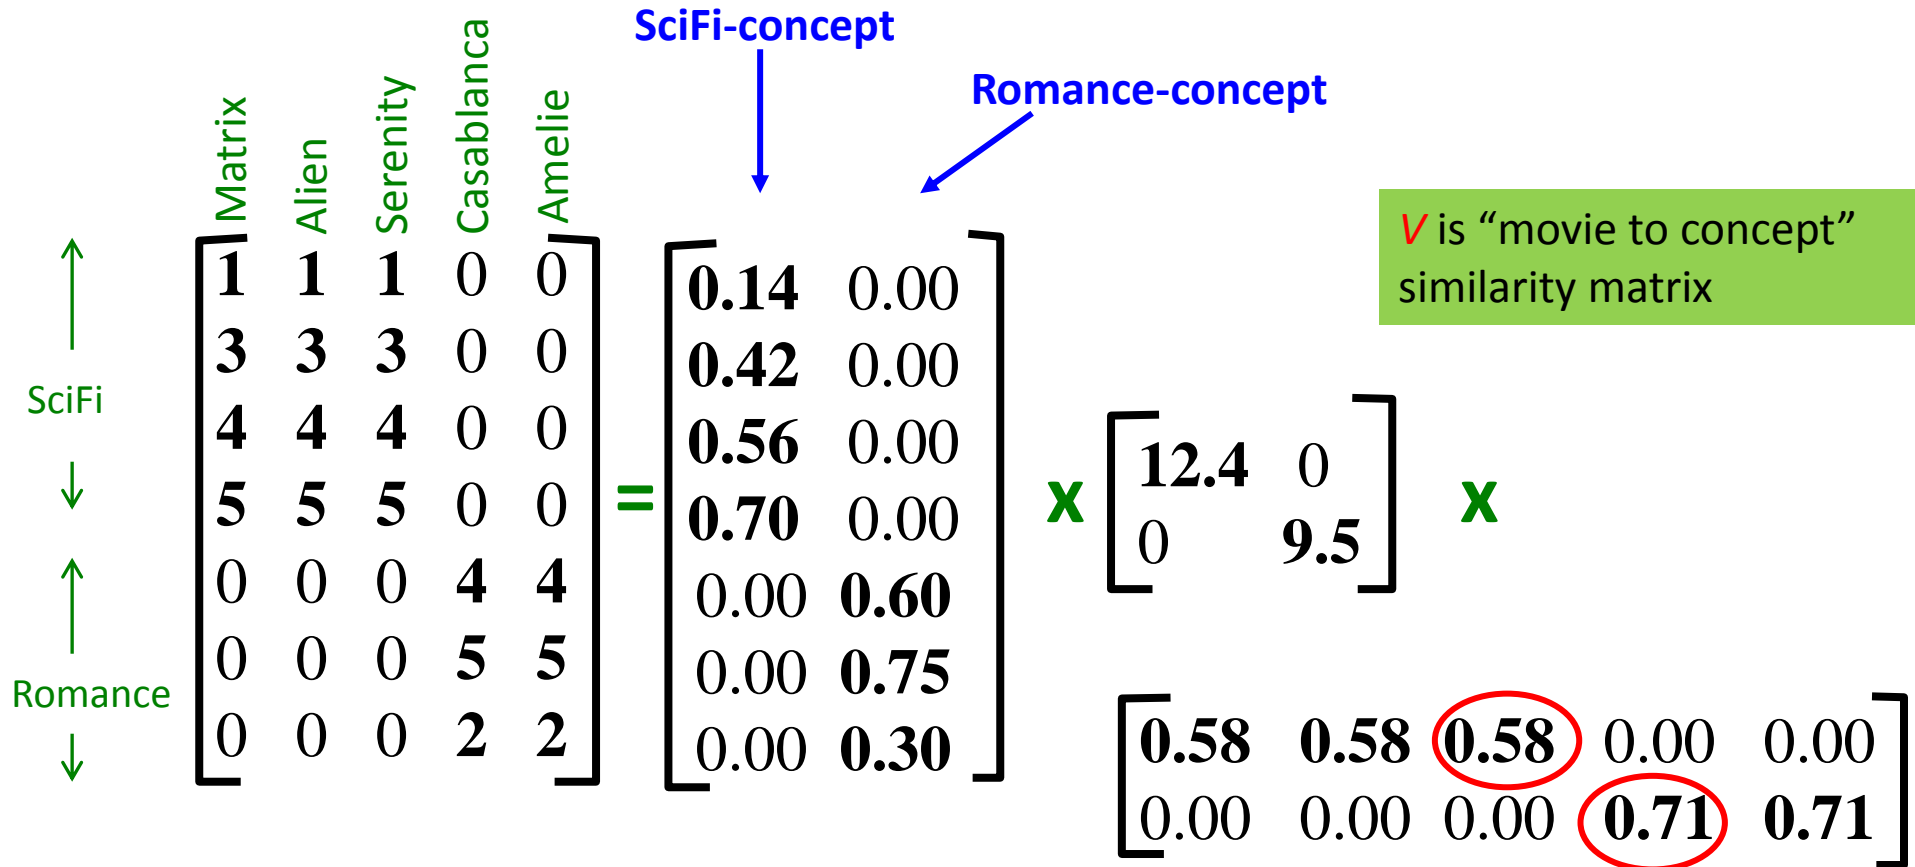 SciFi-concept
Romance-concept
Matrix
Alien
Serenity
Casablanca
Amelie
V is “movie to concept”
similarity matrix
SciFi
Romance
1 1 1 0 0
3 3 3 0 0
4 4 4 0 0
5 5 5 0 0
0 0 0 4 4
0 0 0 5 5
0 0 0 2 2
=
0.14 0.00
0.42 0.00
0.56 0.00
0.70 0.00
0.00 0.60
0.00 0.75
0.00 0.30
x
12.4 0
0 9.5
x
0.58 0.58 0.58 0.00 0.00
0.00 0.00 0.00 0.71 0.71